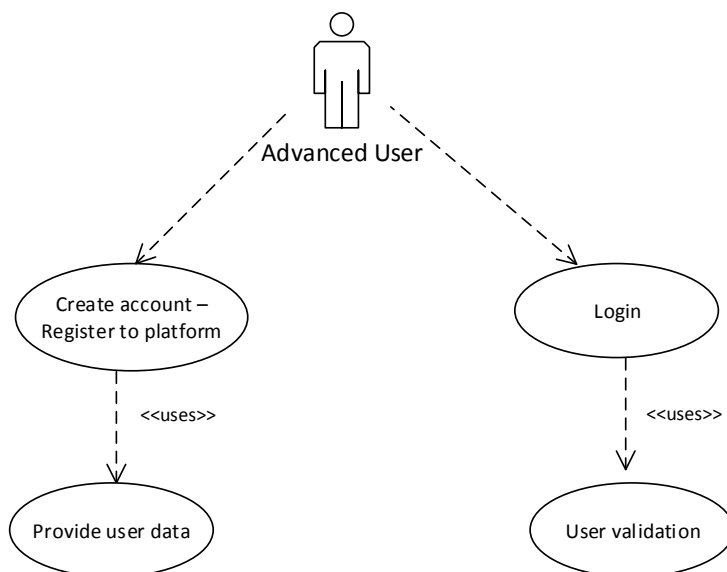 Advanced User
Create account –
Register to platform
Login
<<uses>>
<<uses>>
Provide user data
User validation